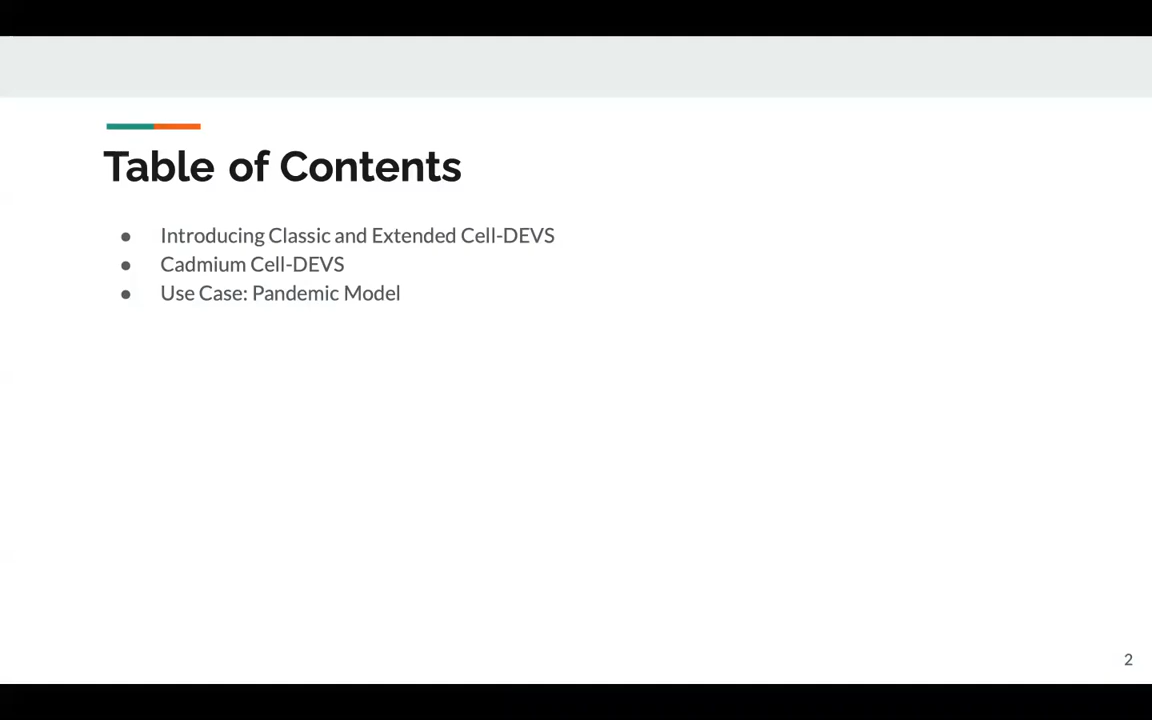 Table of Contents
● Introducing Classic and Extended Cell-DEVS
● Cadmium Cell-DEVS
● Use Case: Pandemic Model
2